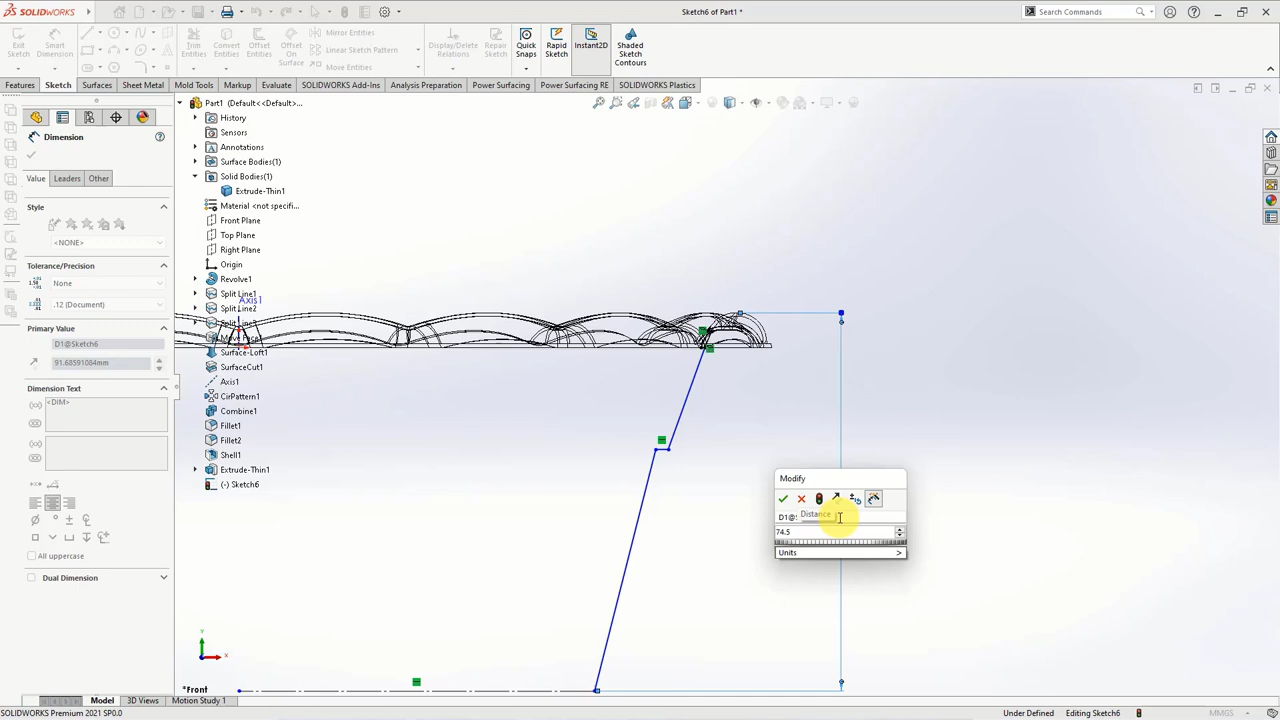 SOLIDWORKS
Sketch6 of Part1 *
Search Commands
Exit Sketch
Smart Dimension
Trim Entities
Convert Entities
Offset Entities
Offset On Surface
Mirror Entities
Linear Sketch Pattern
Move Entities
Display/Delete Relations
Repair Sketch
Quick Snaps
Rapid Sketch
Instant2D
Shaded Sketch Contours
Features
Sketch
Surfaces
Sheet Metal
Mold Tools
Markup
Evaluate
SOLIDWORKS Add-Ins
Analysis Preparation
Power Surfacing
Power Surfacing RE
SOLIDWORKS Plastics
Dimension
Value
Leaders
Other
Style
<NONE>
Tolerance/Precision
None
.12 (Document)
Primary Value
D1@Sketch6
91.68591084mm
Dimension Text
<DIM>
All uppercase
Dual Dimension
Part1 (Default<<Default>...
History
Sensors
Annotations
Surface Bodies(1)
Solid Bodies(1)
Extrude-Thin1
Material <not specifi...
Front Plane
Top Plane
Right Plane
Origin
Revolve1
Split Line1
Axis1
Split Line2
Surface-Loft1
SurfaceCut1
Axis1
CirPattern1
Combine1
Fillet1
Fillet2
Shell1
Extrude-Thin1
(-) Sketch6
Modify
D1@
Distance
74.5
Units >
Y
X
*Front
Model
3D Views
Motion Study 1
SOLIDWORKS Premium 2021 SP0.0
Under Defined
Editing Sketch6
MMGS